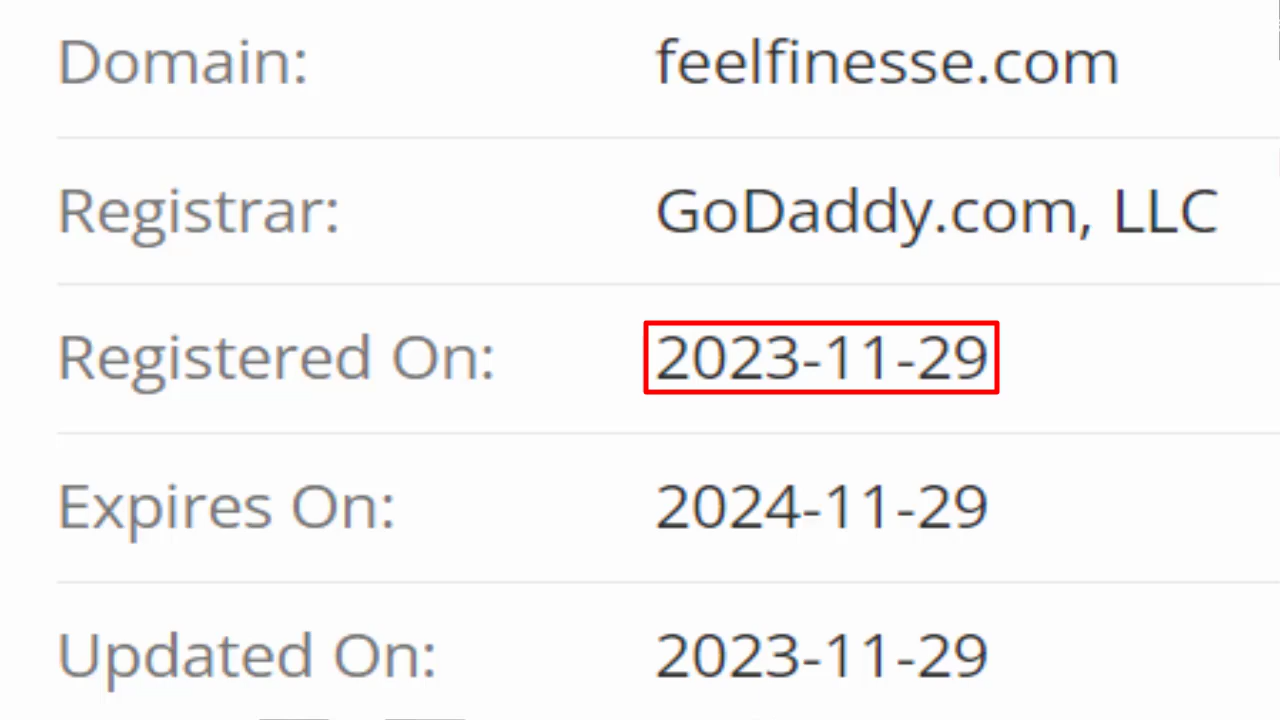 Domain: feelfinesse.com
Registrar: GoDaddy.com, LLC
Registered On: 2023-11-29
Expires On: 2024-11-29
Updated On: 2023-11-29